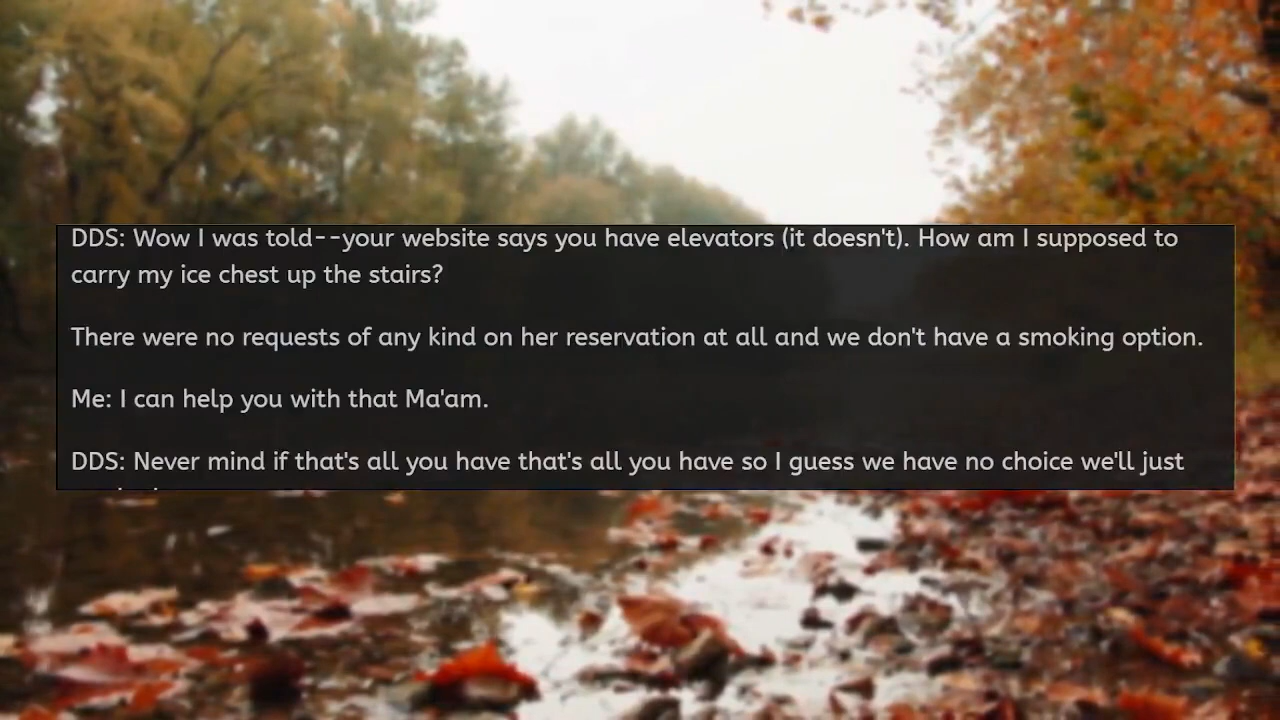 DDS: Wow I was told--your website says you have elevators (it doesn't). How am I supposed to
carry my ice chest up the stairs?
There were no requests of any kind on her reservation at all and we don't have a smoking option.
Me: I can help you with that Ma'am.
DDS: Never mind if that's all you have that's all you have so I guess we have no choice we'll just